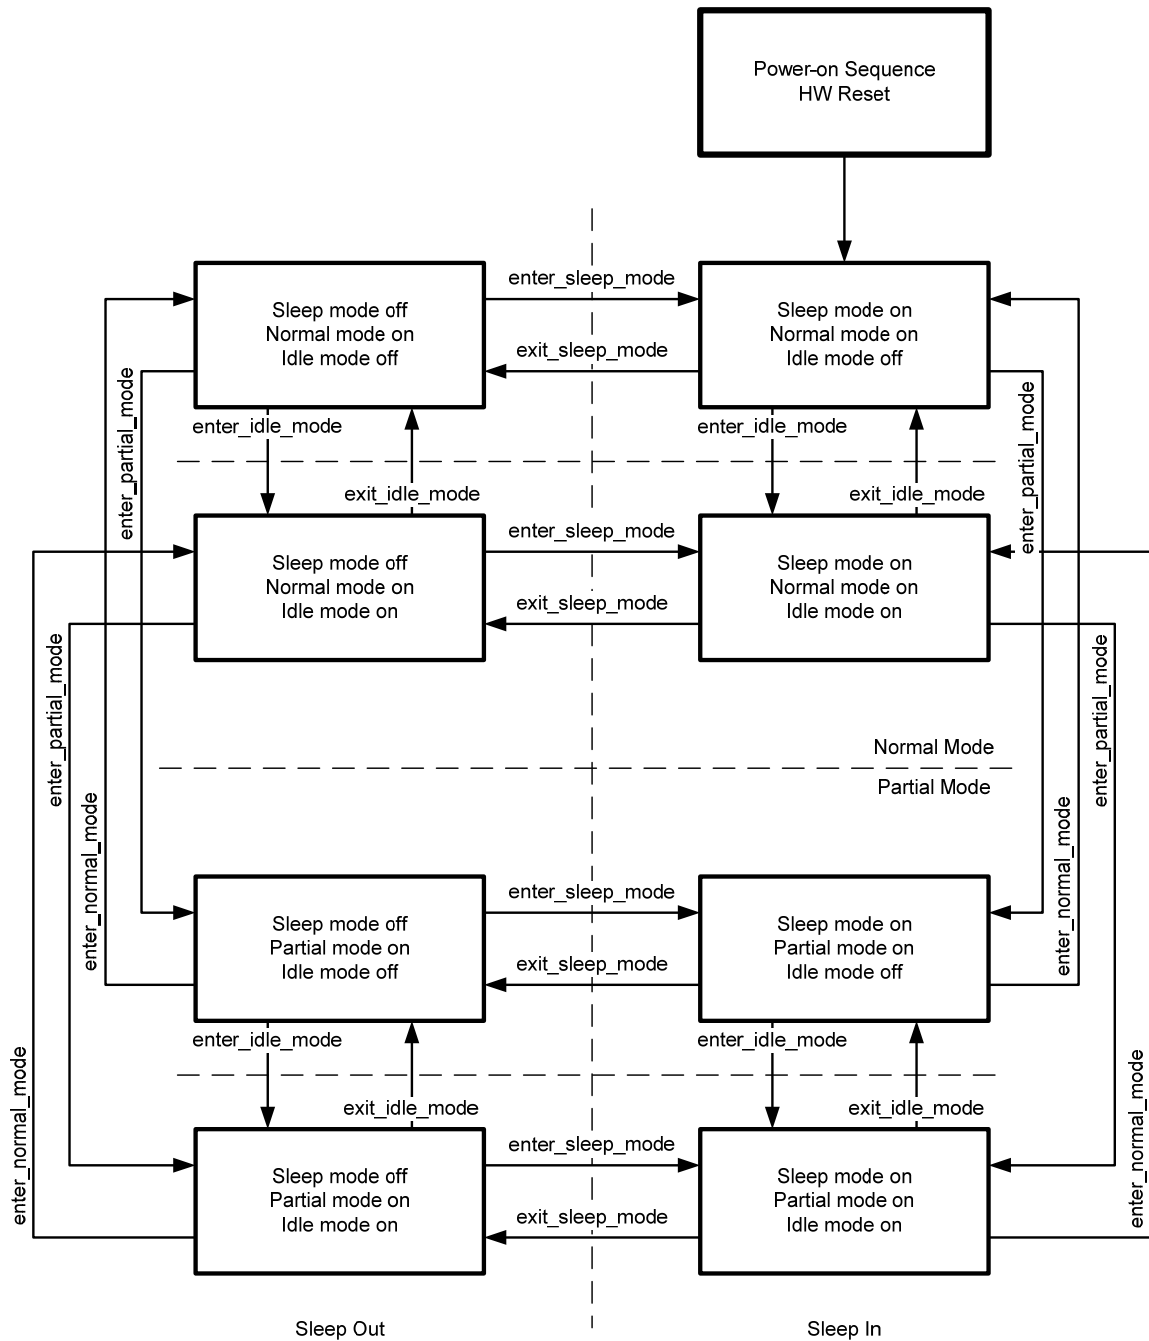 Power-on Sequence
HW Reset
enter_sleep_mode
Sleep mode off
Normal mode on
Idle mode off
Sleep mode on
Normal mode on
Idle mode off
exit_sleep_mode
enter_partial_mode
enter_partial_mode
enter_idle_mode
enter_idle_mode
exit_idle_mode
exit_idle_mode
enter_sleep_mode
Sleep mode off
Normal mode on
Idle mode on
Sleep mode on
Normal mode on
Idle mode on
exit_sleep_mode
enter_partial_mode
enter_partial_mode
Normal Mode
Partial Mode
enter_normal_mode
enter_normal_mode
enter_sleep_mode
Sleep mode off
Partial mode on
Idle mode off
Sleep mode on
Partial mode on
Idle mode off
exit_sleep_mode
enter_idle_mode
enter_idle_mode
exit_idle_mode
exit_idle_mode
enter_normal_mode
enter_normal_mode
enter_sleep_mode
Sleep mode off
Partial mode on
Idle mode on
Sleep mode on
Partial mode on
Idle mode on
exit_sleep_mode
Sleep Out
Sleep In